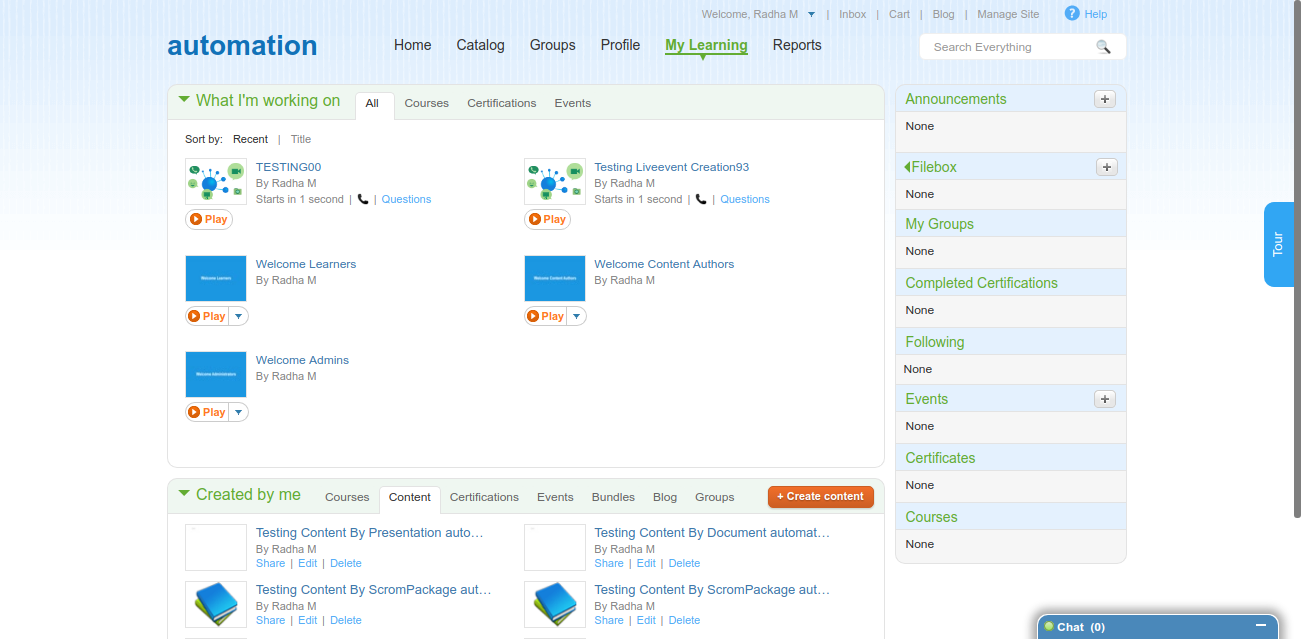 Welcome, Radha M | Inbox | Cart | Blog | Manage Site ? Help
automation
Home Catalog Groups Profile My Learning Reports
Search Everything
What I'm working on All Courses Certifications Events
Sort by: Recent | Title
TESTING00
By Radha M
Starts in 1 second | | Questions
Play
Testing Liveevent Creation93
By Radha M
Starts in 1 second | | Questions
Play
Welcome Learners
Welcome Learners
By Radha M
Play
Welcome Content Authors
Welcome Content Authors
By Radha M
Play
Welcome Administrators
Welcome Admins
By Radha M
Play
Created by me Courses Content Certifications Events Bundles Blog Groups + Create content
Testing Content By Presentation auto…
By Radha M
Share | Edit | Delete
Testing Content By Document automat…
By Radha M
Share | Edit | Delete
Testing Content By ScromPackage aut…
By Radha M
Share | Edit | Delete
Testing Content By ScromPackage aut…
By Radha M
Share | Edit | Delete
Announcements +
None
Filebox +
None
My Groups
None
Completed Certifications
None
Following
None
Events +
None
Certificates
None
Courses
None
Tour
Chat (0)